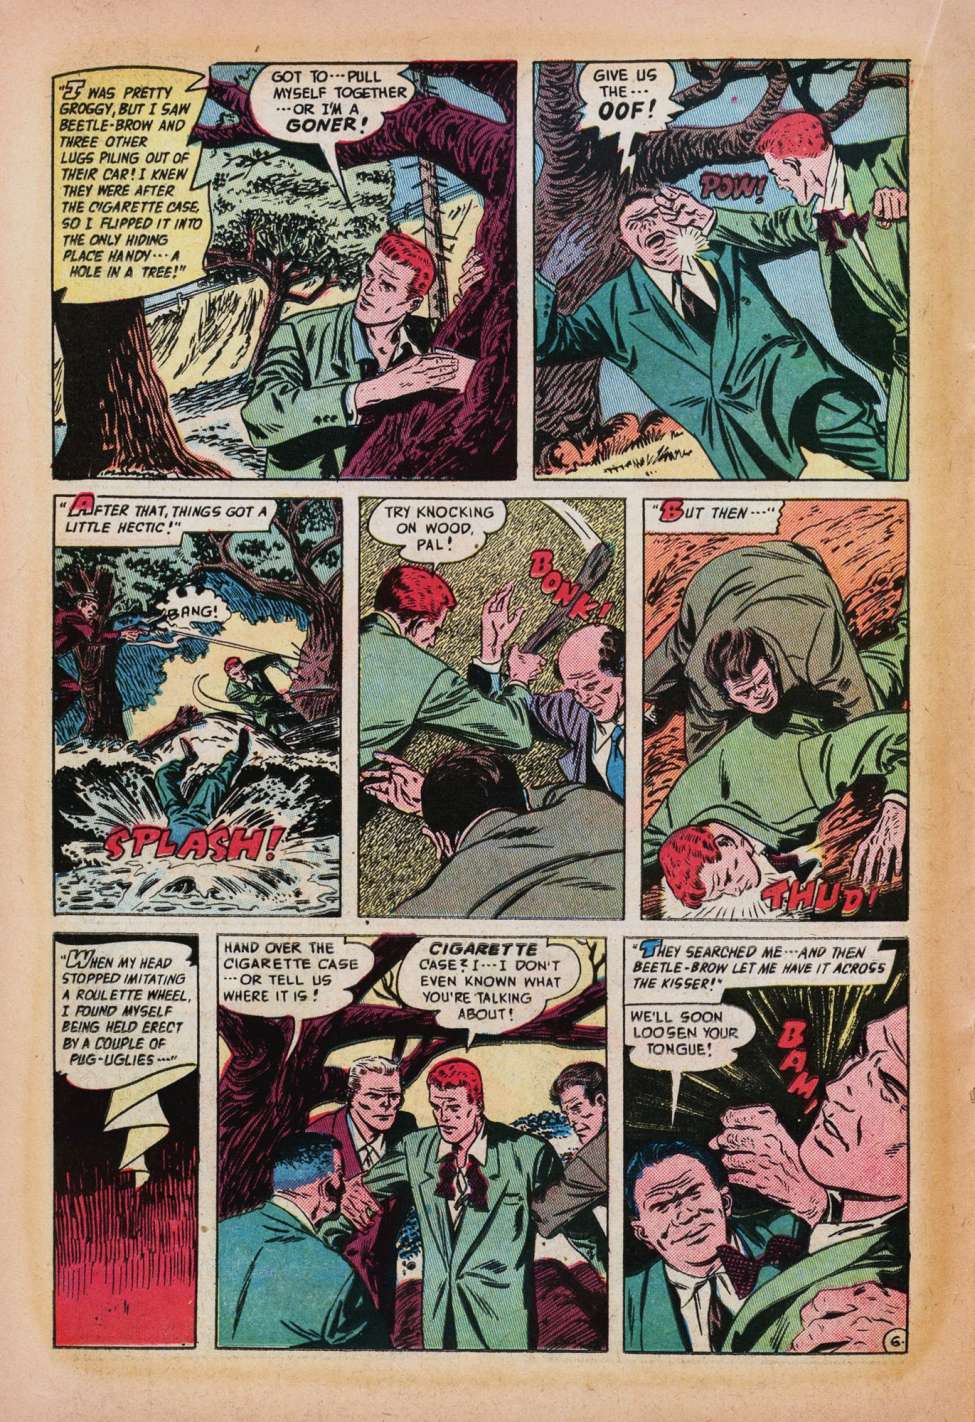 "I WAS PRETTY
GROGGY, BUT I SAW
BEETLE-BROW AND
THREE OTHER
LUGS PILING OUT OF
THEIR CAR! I KNEW
THEY WERE AFTER
THE CIGARETTE CASE,
SO I FLIPPED IT INTO
THE ONLY HIDING
PLACE HANDY --- A
HOLE IN A TREE!"
GOT TO --- PULL
MYSELF TOGETHER
--- OR I'M A
GONER!
GIVE US
THE ---
OOF!
POW!
"AFTER THAT, THINGS GOT A
LITTLE HECTIC!"
BANG!
SPLASH!
TRY KNOCKING
ON WOOD,
PAL!
BONK!
"BUT THEN ---"
THUD!
"WHEN MY HEAD
STOPPED IMITATING
A ROULETTE WHEEL,
I FOUND MYSELF
BEING HELD ERECT
BY A COUPLE OF
PUG-UGLIES ---"
HAND OVER THE
CIGARETTE CASE
--- OR TELL US
WHERE IT IS!
CIGARETTE
CASE? I --- I DON'T
EVEN KNOWN WHAT
YOU'RE TALKING
ABOUT!
"THEY SEARCHED ME --- AND THEN
BEETLE-BROW LET ME HAVE IT ACROSS
THE KISSER!"
WE'LL SOON
LOOSEN YOUR
TONGUE!
BAM!
6